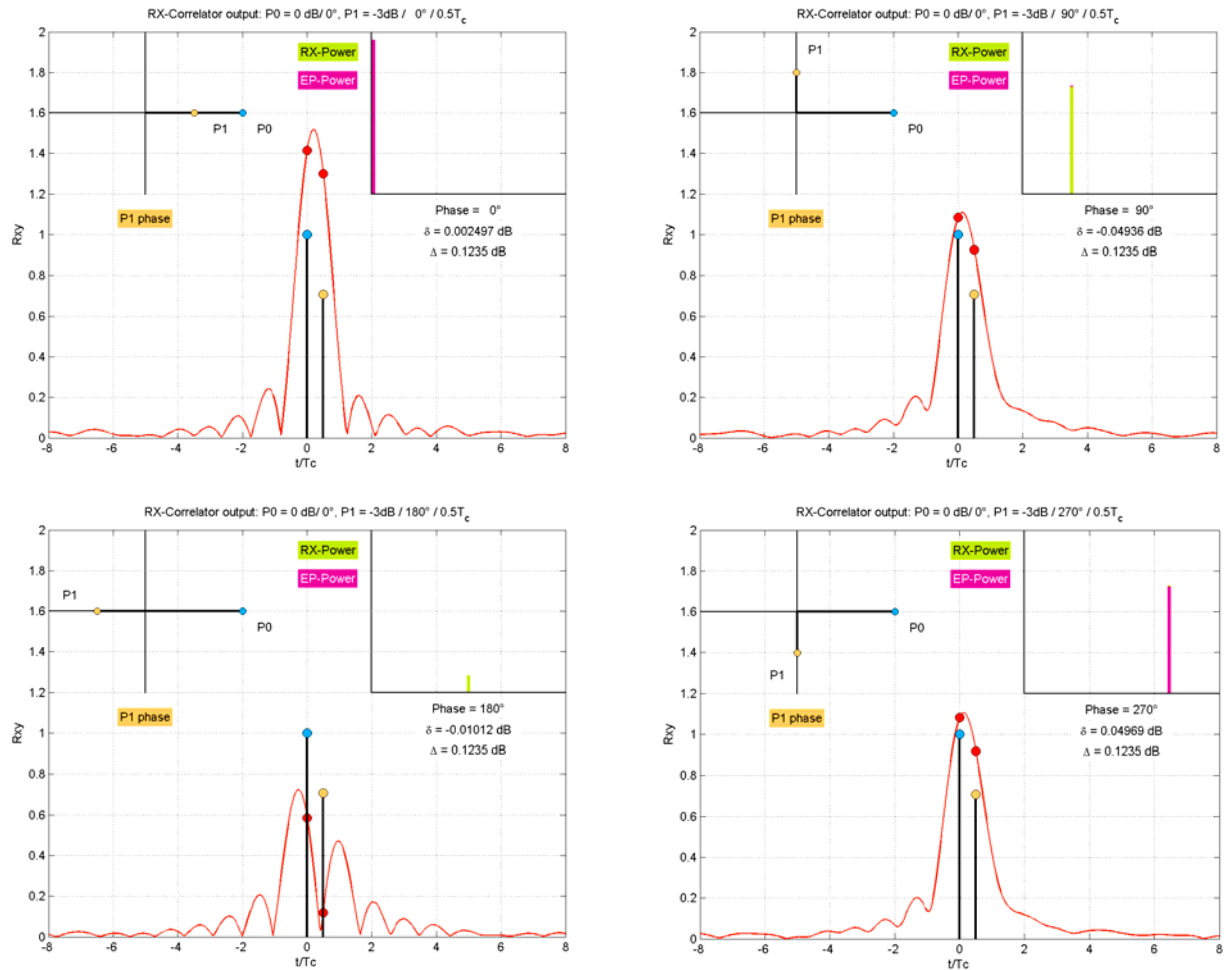 RX-Correlator output: P0 = 0 dB/ 0°, P1 = -3dB / 0° / 0.5Tc
2
1.8
1.6
1.4
1.2
1
0.8
0.6
0.4
0.2
0
Rxy
RX-Power
EP-Power
P1
P0
P1 phase
Phase = 0°
δ = 0.002497 dB
Δ = 0.1235 dB
-8
-6
-4
-2
0
2
4
6
8
t/Tc
RX-Correlator output: P0 = 0 dB/ 0°, P1 = -3dB / 90° / 0.5Tc
2
1.8
1.6
1.4
1.2
1
0.8
0.6
0.4
0.2
0
Rxy
P1
RX-Power
EP-Power
P0
P1 phase
Phase = 90°
δ = -0.04936 dB
Δ = 0.1235 dB
-8
-6
-4
-2
0
2
4
6
8
t/Tc
RX-Correlator output: P0 = 0 dB/ 0°, P1 = -3dB / 180° / 0.5Tc
2
1.8
1.6
1.4
1.2
1
0.8
0.6
0.4
0.2
0
Rxy
RX-Power
EP-Power
P1
P0
P1 phase
Phase = 180°
δ = -0.01012 dB
Δ = 0.1235 dB
-8
-6
-4
-2
0
2
4
6
8
t/Tc
RX-Correlator output: P0 = 0 dB/ 0°, P1 = -3dB / 270° / 0.5Tc
2
1.8
1.6
1.4
1.2
1
0.8
0.6
0.4
0.2
0
Rxy
RX-Power
EP-Power
P0
P1
P1 phase
Phase = 270°
δ = 0.04969 dB
Δ = 0.1235 dB
-8
-6
-4
-2
0
2
4
6
8
t/Tc